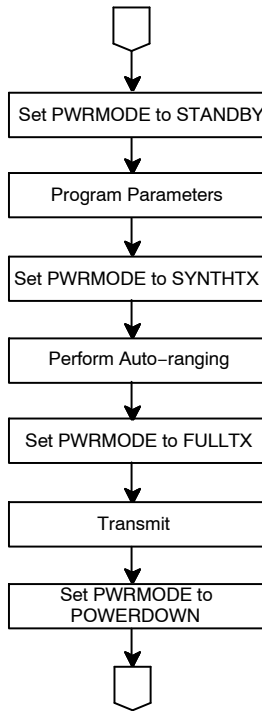 Set PWRMODE to STANDBY
Program Parameters
Set PWRMODE to SYNTHTX
Perform Auto−ranging
Set PWRMODE to FULLTX
Transmit
Set PWRMODE to
POWERDOWN